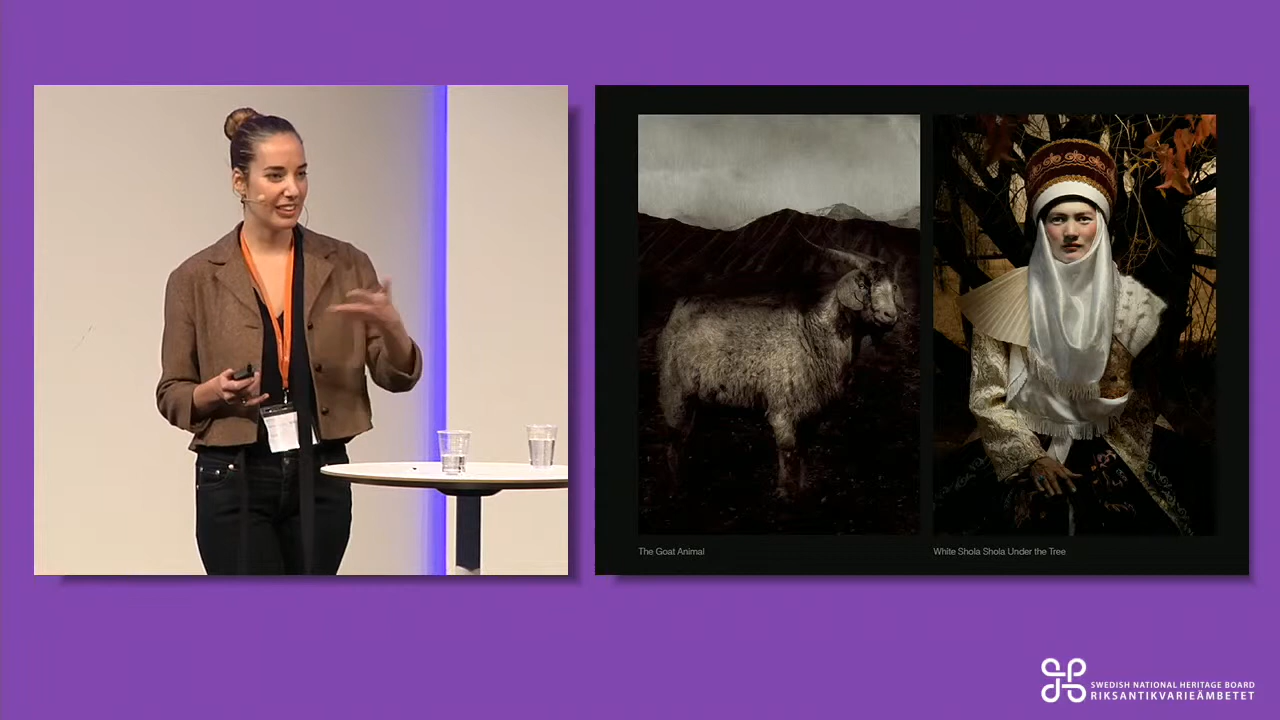 The Goat Animal
White Shola Shola Under the Tree
SWEDISH NATIONAL HERITAGE BOARD
RIKSANTIKVARIEÄMBETET